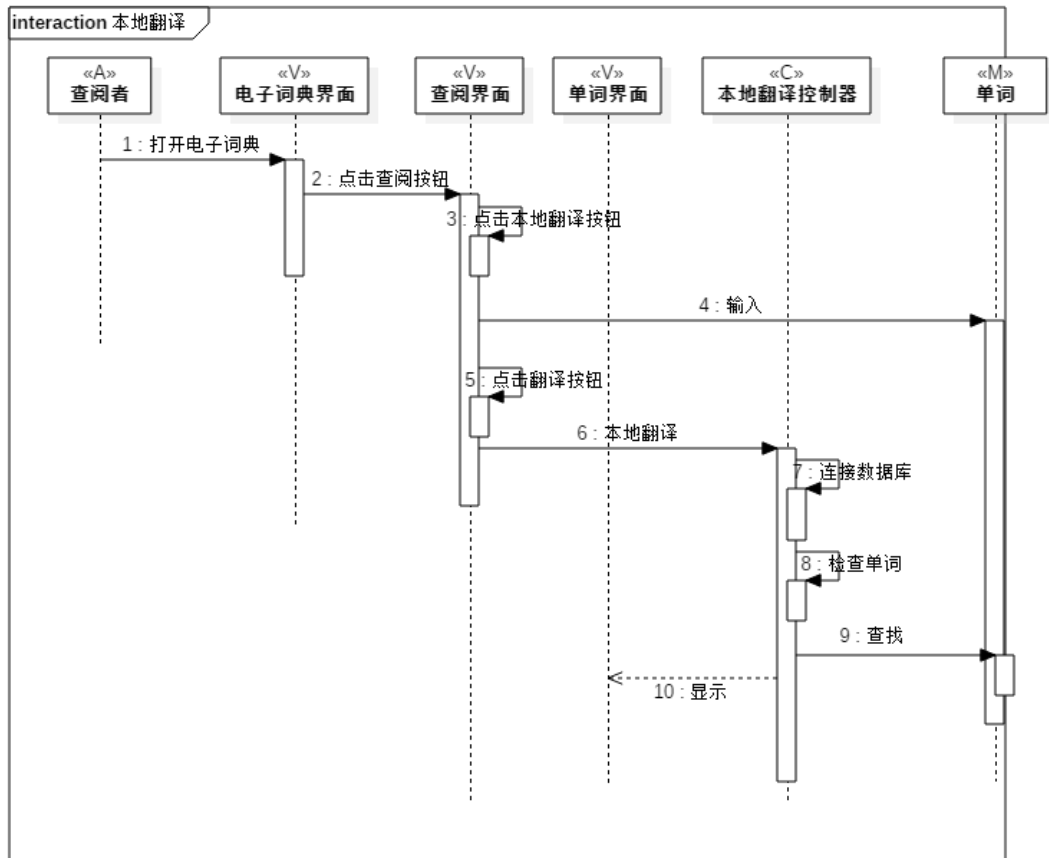 interaction 本地翻译
«A»
查阅者
«V»
电子词典界面
«V»
查阅界面
«V»
单词界面
«C»
本地翻译控制器
«M»
单词
1 : 打开电子词典
2 : 点击查阅按钮
3 : 点击本地翻译按钮
4 : 输入
5 : 点击翻译按钮
6 : 本地翻译
7 : 连接数据库
8 : 检查单词
9 : 查找
10 : 显示